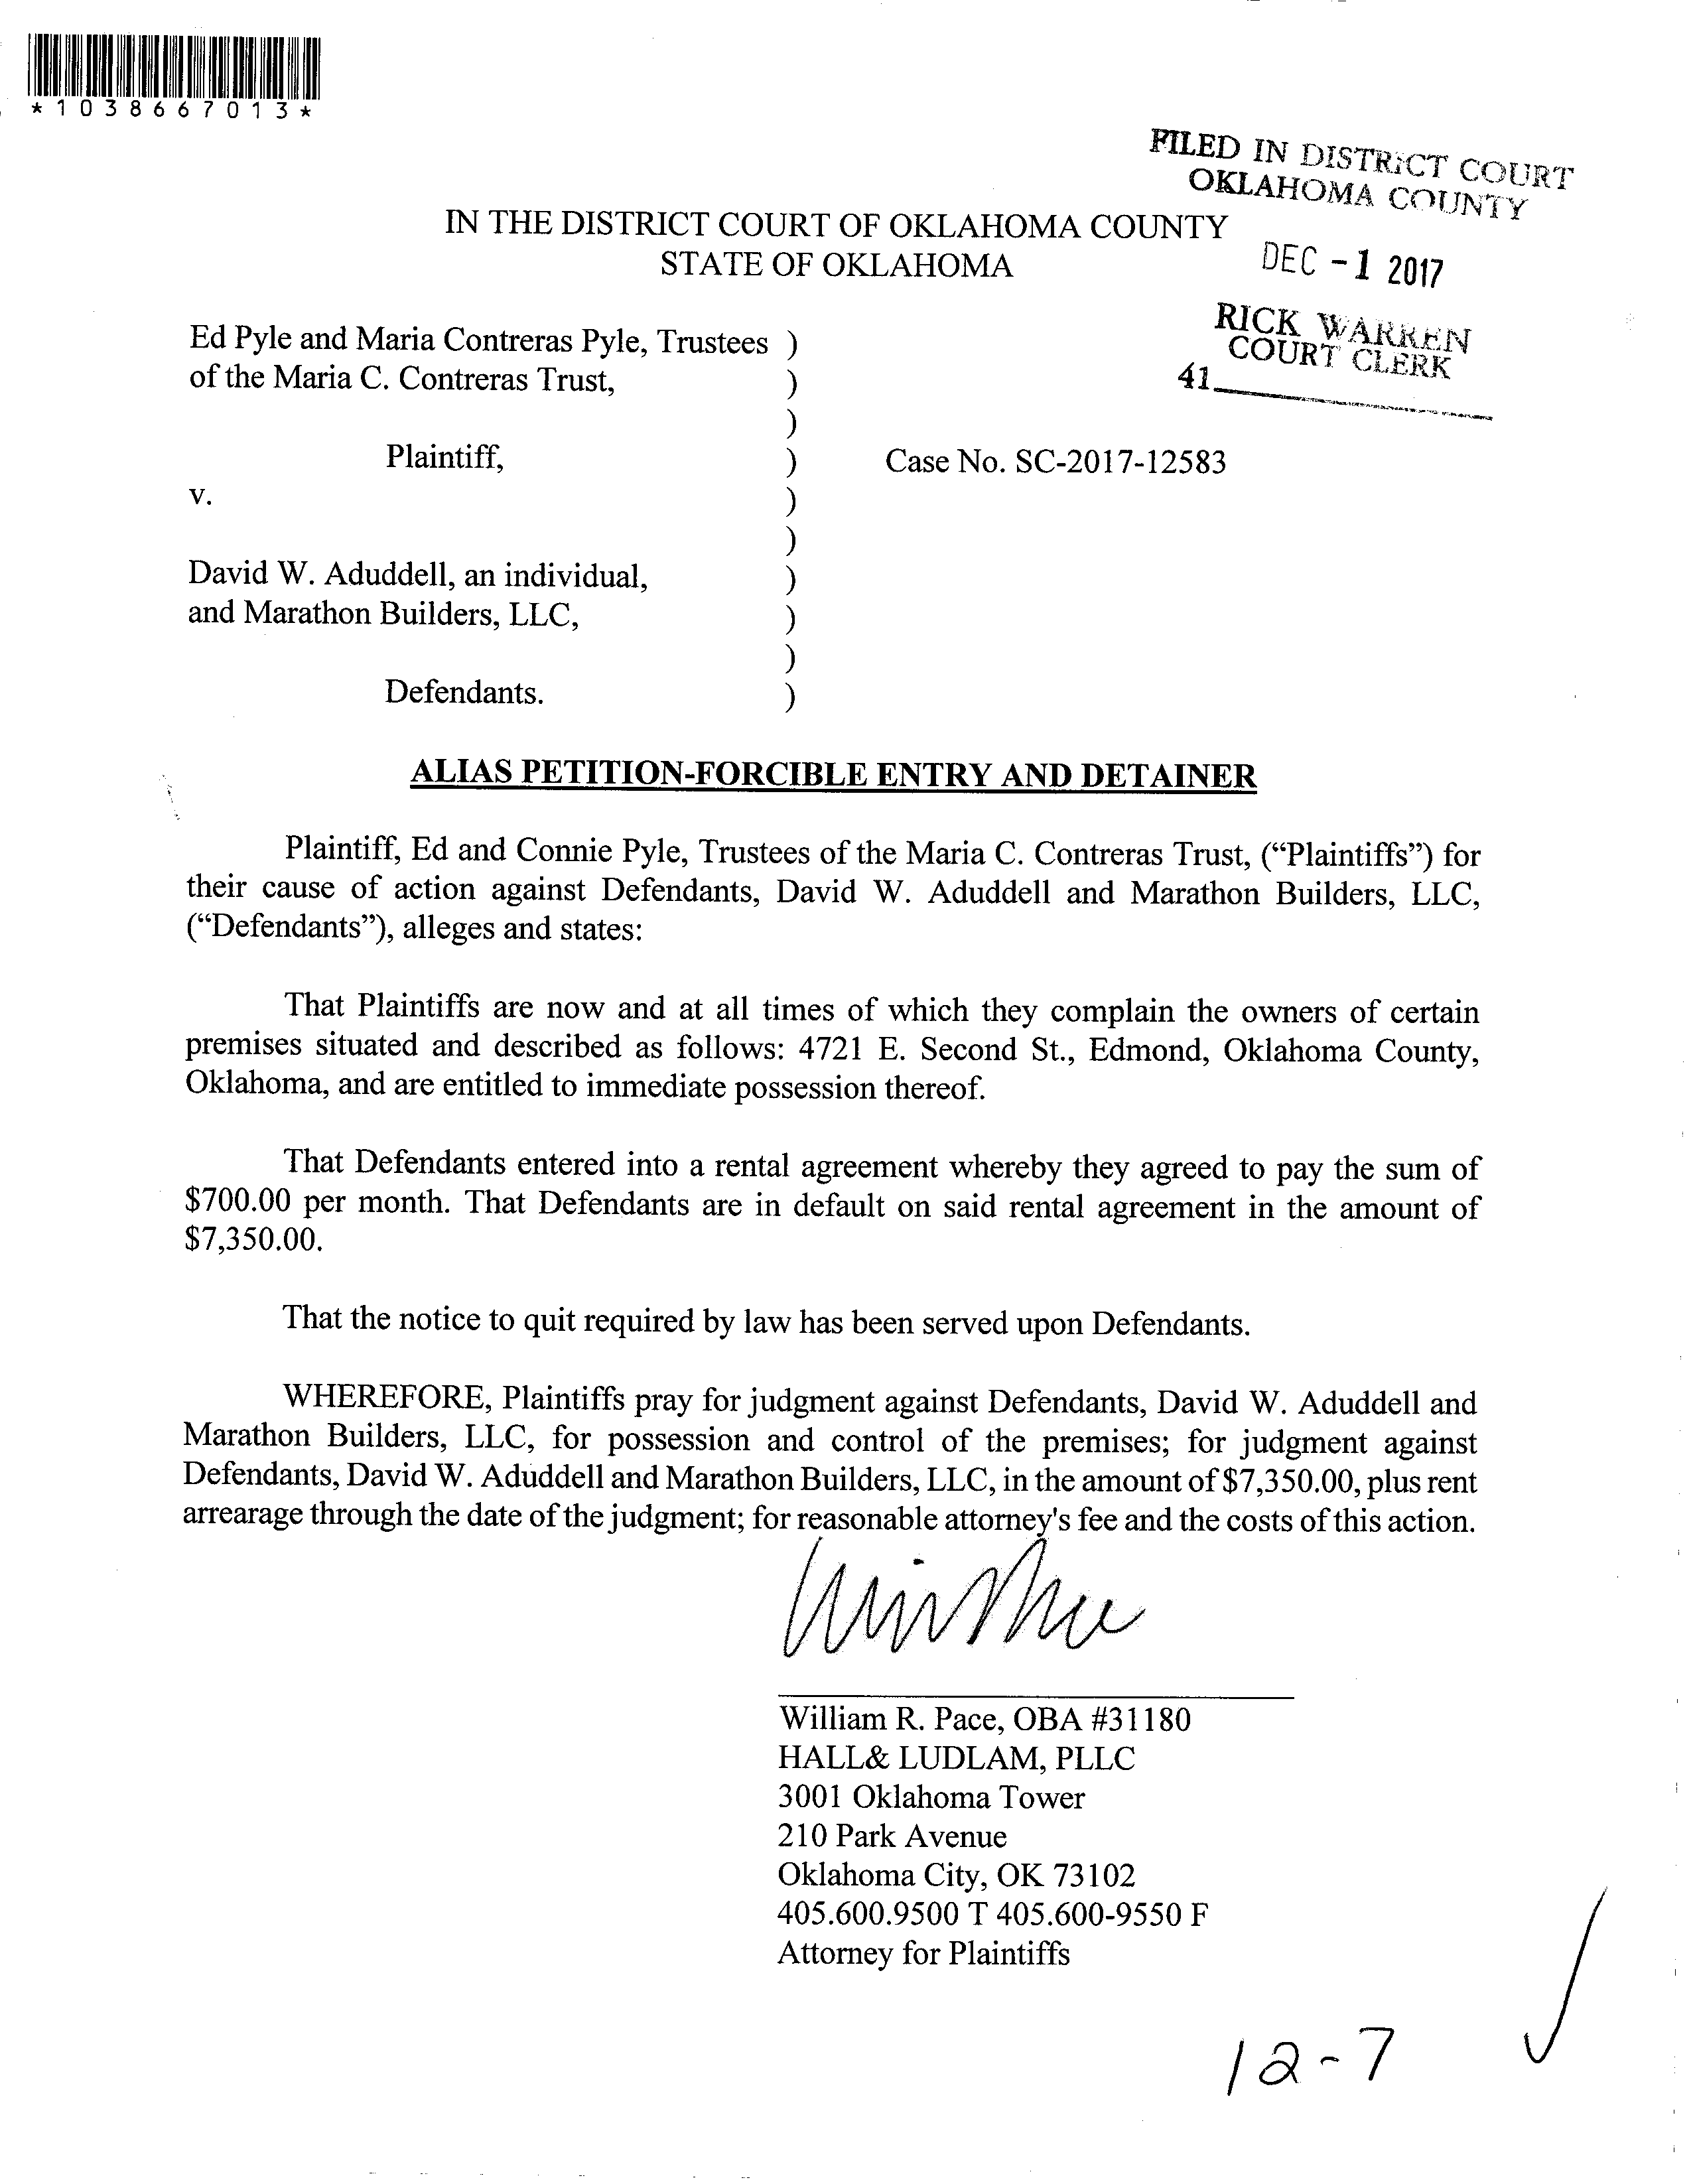 *1038667013*
FILED IN DISTRICT COURT
OKLAHOMA COUNTY
IN THE DISTRICT COURT OF OKLAHOMA COUNTY
STATE OF OKLAHOMA
DEC -1 2017
RICK WARREN
COURT CLERK
41
Ed Pyle and Maria Contreras Pyle, Trustees )
of the Maria C. Contreras Trust, )
)
Plaintiff, ) Case No. SC-2017-12583
v. )
)
David W. Aduddell, an individual, )
and Marathon Builders, LLC, )
)
Defendants. )
ALIAS PETITION-FORCIBLE ENTRY AND DETAINER
Plaintiff, Ed and Connie Pyle, Trustees of the Maria C. Contreras Trust, (“Plaintiffs”) for
their cause of action against Defendants, David W. Aduddell and Marathon Builders, LLC,
(“Defendants”), alleges and states:
That Plaintiffs are now and at all times of which they complain the owners of certain
premises situated and described as follows: 4721 E. Second St., Edmond, Oklahoma County,
Oklahoma, and are entitled to immediate possession thereof.
That Defendants entered into a rental agreement whereby they agreed to pay the sum of
$700.00 per month. That Defendants are in default on said rental agreement in the amount of
$7,350.00.
That the notice to quit required by law has been served upon Defendants.
WHEREFORE, Plaintiffs pray for judgment against Defendants, David W. Aduddell and
Marathon Builders, LLC, for possession and control of the premises; for judgment against
Defendants, David W. Aduddell and Marathon Builders, LLC, in the amount of $7,350.00, plus rent
arrearage through the date of the judgment; for reasonable attorney's fee and the costs of this action.
William R. Pace, OBA #31180
HALL& LUDLAM, PLLC
3001 Oklahoma Tower
210 Park Avenue
Oklahoma City, OK 73102
405.600.9500 T 405.600-9550 F
Attorney for Plaintiffs
12-7